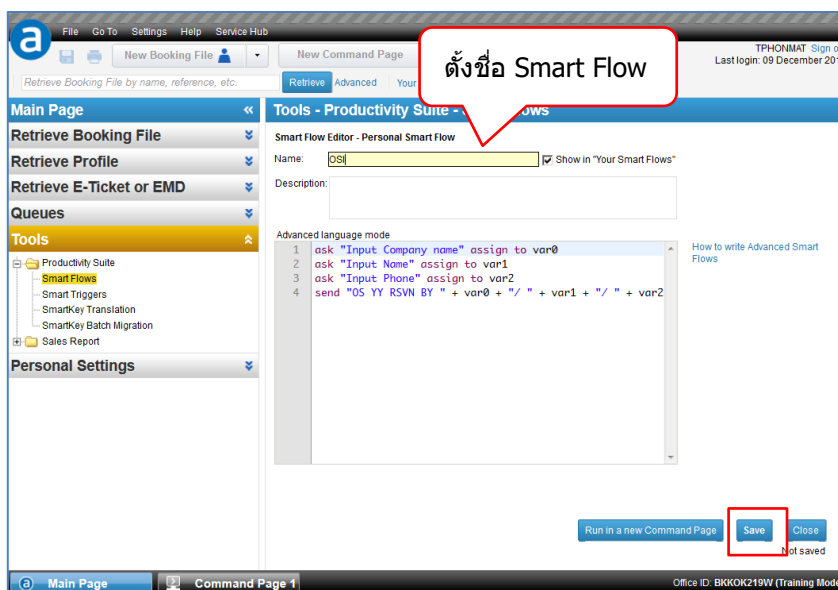 File Go To Settings Help Service Hub
New Booking File
New Command Page
TPHONMAT Sign
Last login: 09 December 201
Retrieve Booking File by name, reference, etc.
Retrieve Advanced Your
ตั้งชื่อ Smart Flow
Main Page
Tools - Productivity Suite -
Retrieve Booking File
Retrieve Profile
Retrieve E-Ticket or EMD
Queues
Tools
Productivity Suite
Smart Flows
Smart Triggers
SmartKey Translation
SmartKey Batch Migration
Sales Report
Personal Settings
Smart Flow Editor - Personal Smart Flow
Name: OSI Show in "Your Smart Flows"
Description:
Advanced language mode
1 ask "Input Company name" assign to var0
2 ask "Input Name" assign to var1
3 ask "Input Phone" assign to var2
4 send "OS YY RSVN BY " + var0 + "/ " + var1 + "/ " + var2
How to write Advanced Smart
Flows
Run in a new Command Page Save Close
Not saved
a Main Page Command Page 1 Office ID: BKKOK219W (Training Mode